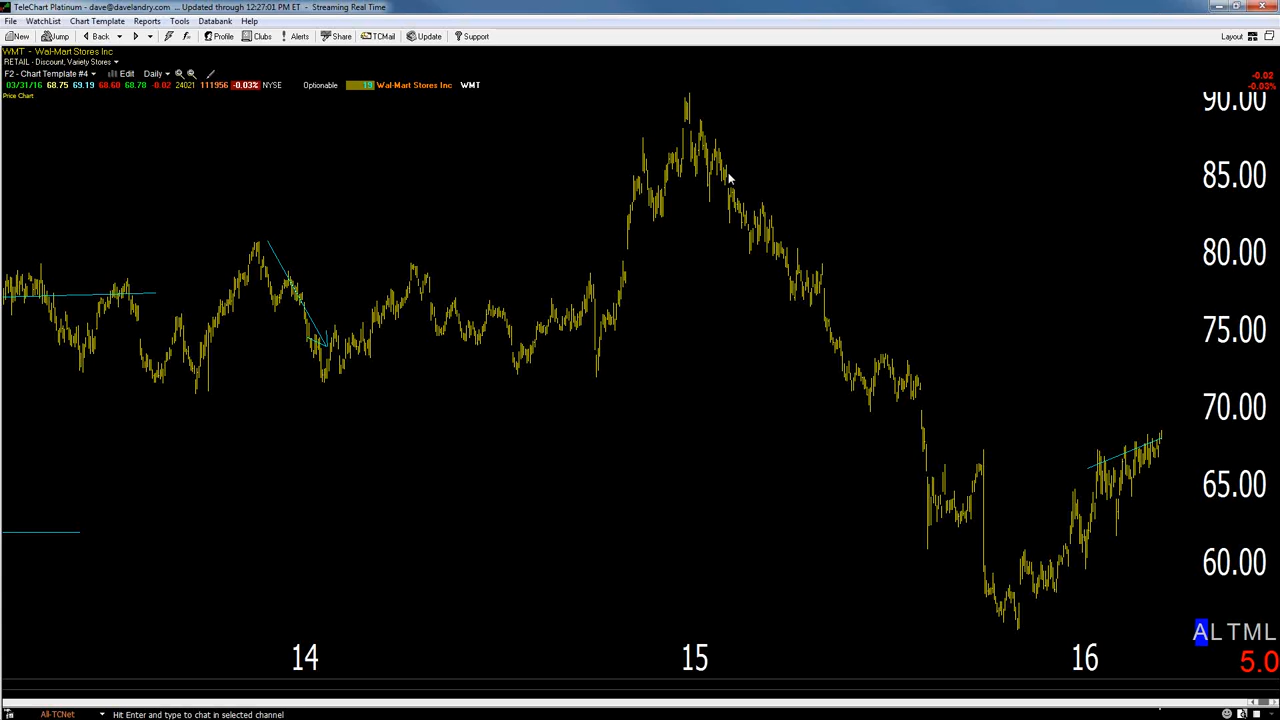 TeleChart Platinum - dave@davelandry.com ... Updated through 12:27:01 PM ET - Streaming Real Time
File WatchList Chart Template Reports Tools Databank Help
New Jump Back Profile Clubs Alerts Share TCMail Update Support Layout
WMT - Wal-Mart Stores Inc
RETAIL - Discount, Variety Stores
F2 - Chart Template #4 Edit Daily
03/31/16 68.75 69.19 68.60 68.78 -0.02 24021 111956 -0.03% NYSE Optionable 19 Wal-Mart Stores Inc WMT
-0.02
-0.03%
Price Chart
90.00
85.00
80.00
75.00
70.00
65.00
60.00
ALTML
14 15 16
5.0
All-TCNet Hit Enter and type to chat in selected channel